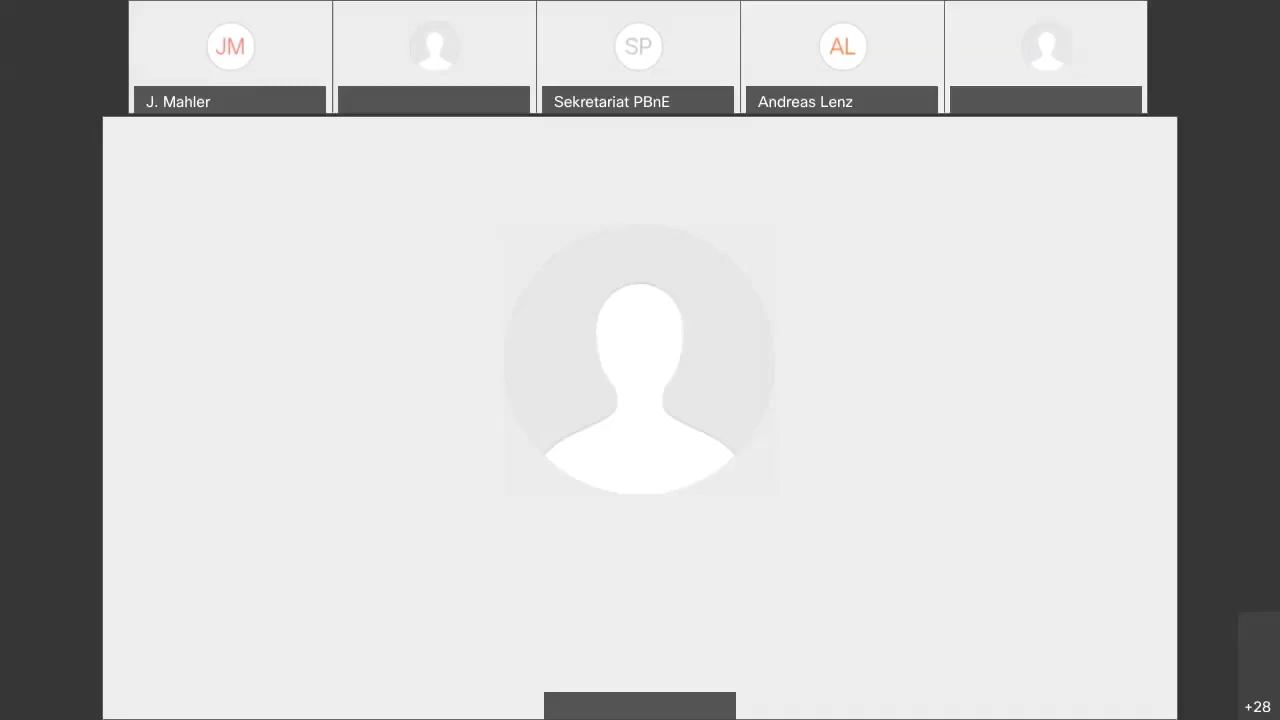 JM
SP
AL
J. Mahler
Sekretariat PBnE
Andreas Lenz
+28